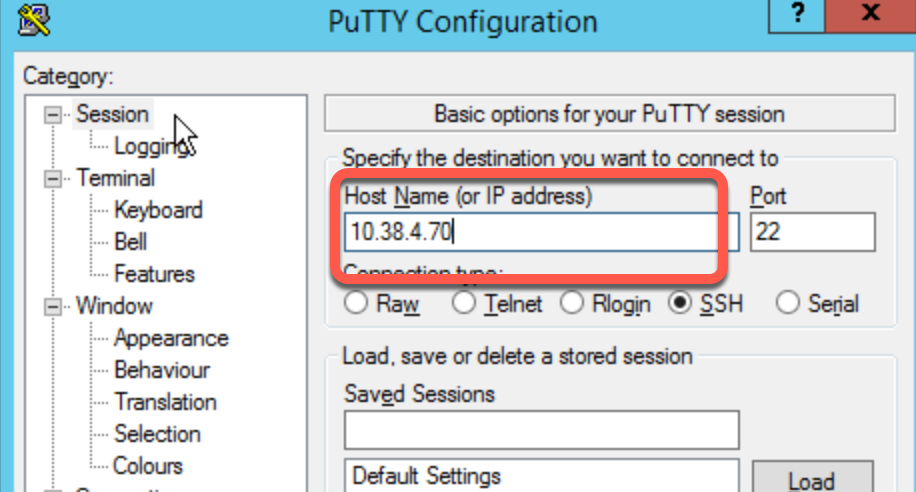 PuTTY Configuration
? x
Category:
Session
Logging
Terminal
Keyboard
Bell
Features
Window
Appearance
Behaviour
Translation
Selection
Colours
Basic options for your PuTTY session
Specify the destination you want to connect to
Host Name (or IP address) Port
10.38.4.70 22
Connection type:
Raw Telnet Rlogin SSH Serial
Load, save or delete a stored session
Saved Sessions
Default Settings
Load